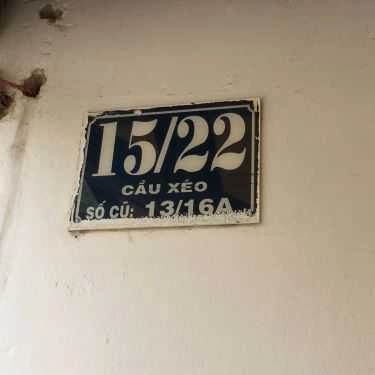 15/22
CẦU XÉO
SỐ CŨ: 13/16A